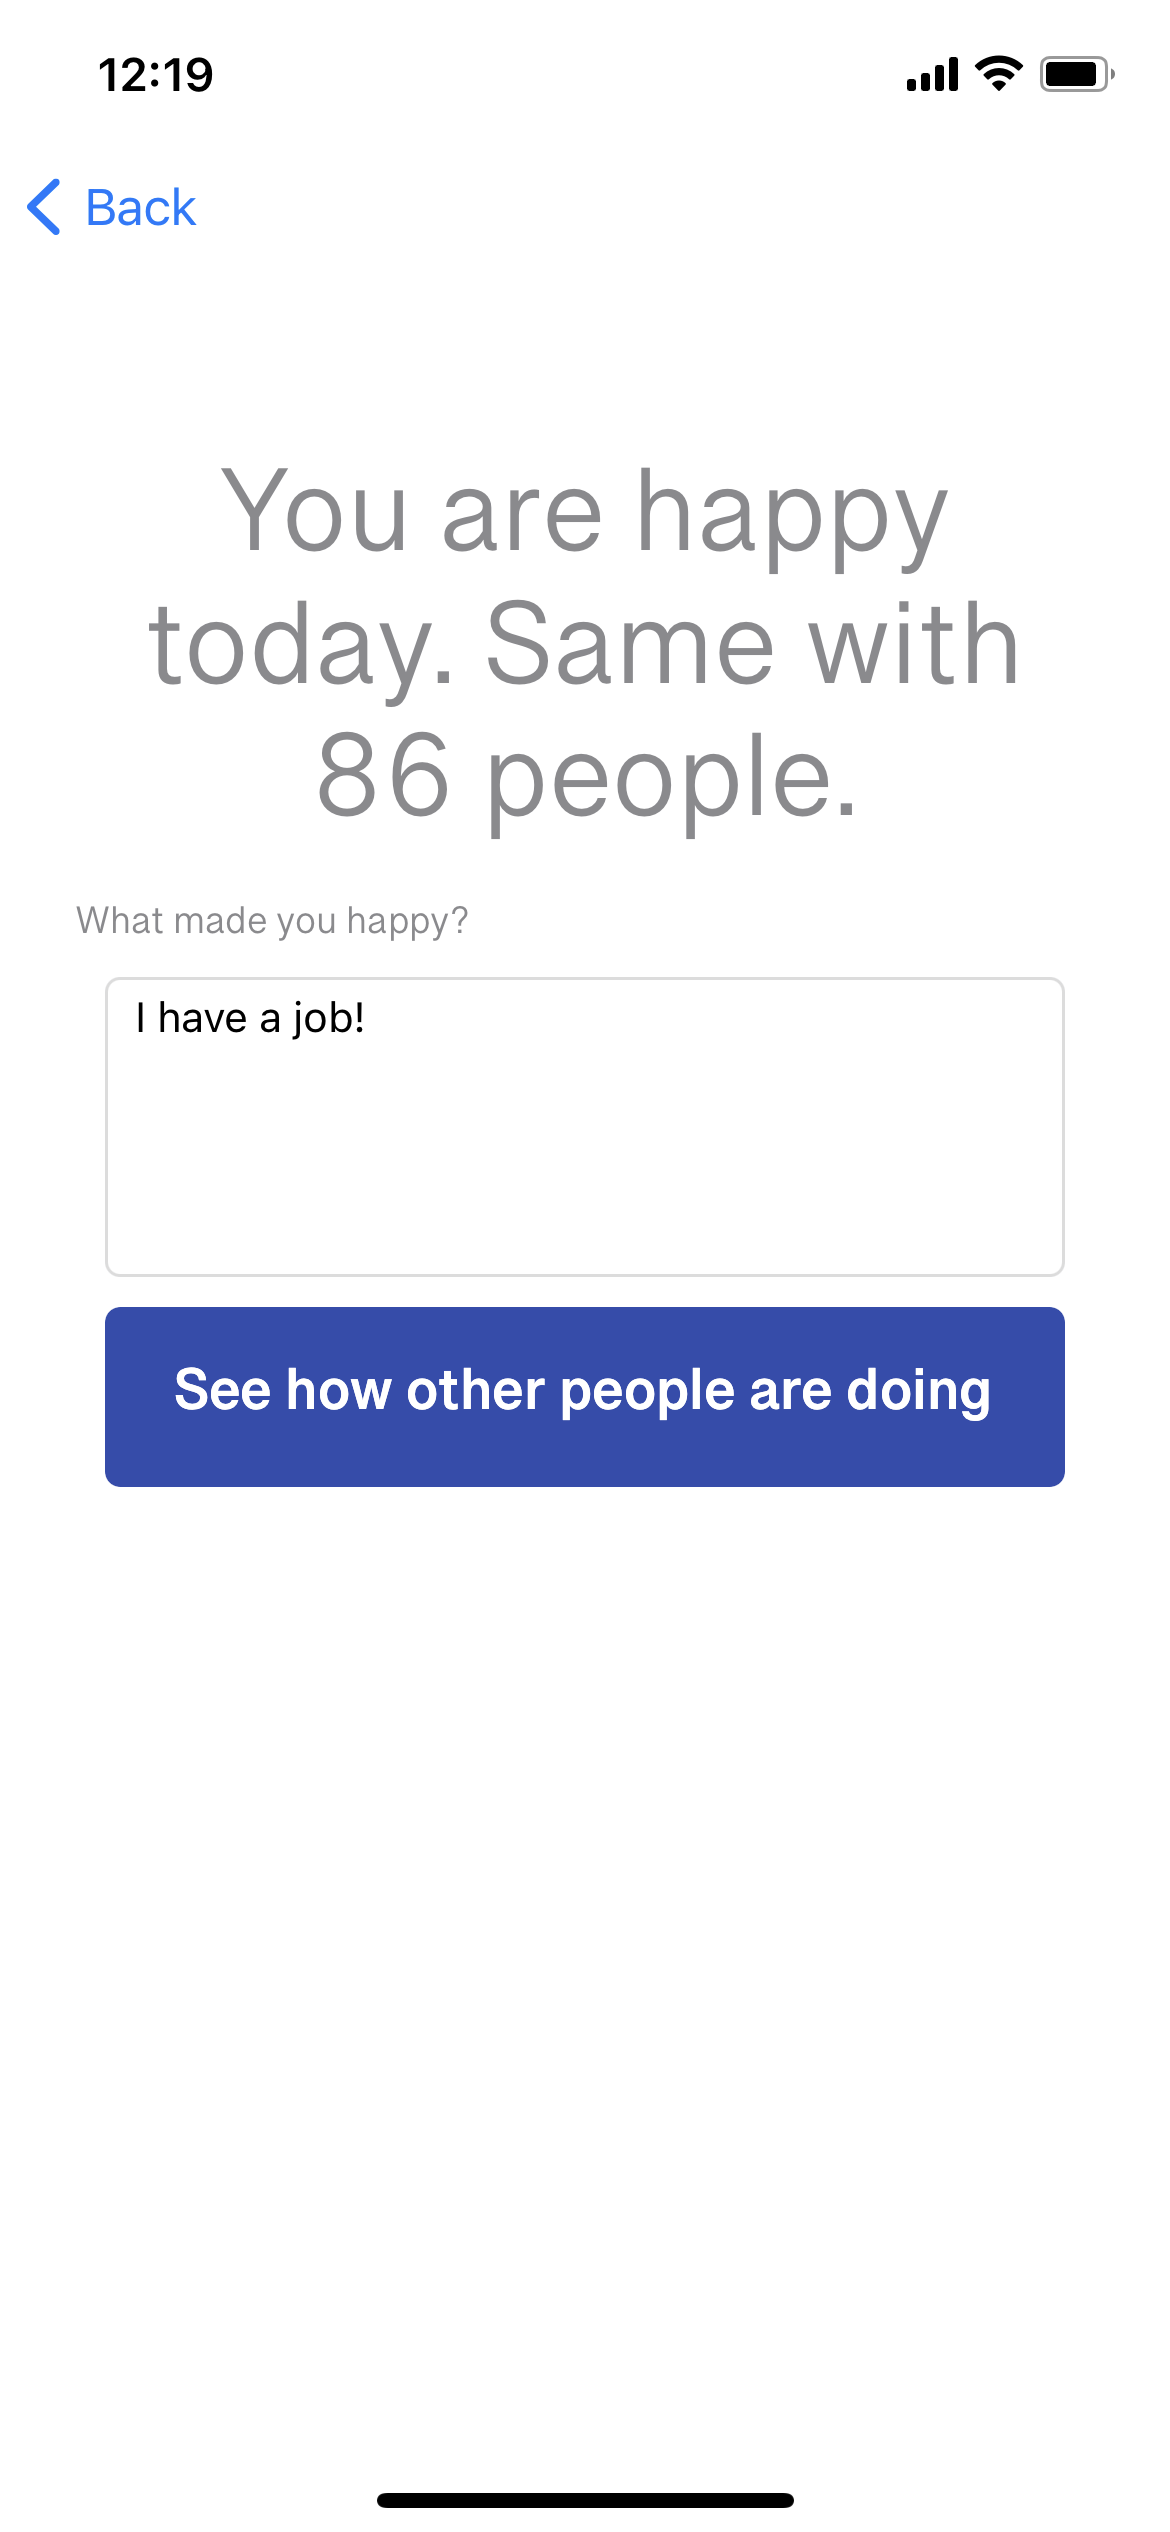 12:19
Back
You are happy
today. Same with
86 people.
What made you happy?
I have a job!
See how other people are doing